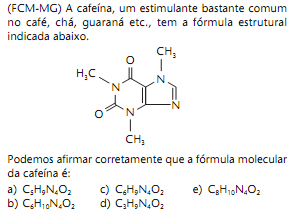 (FCM-MG) A cafeína, um estimulante bastante comum
no café, chá, guaraná etc., tem a fórmula estrutural
indicada abaixo.
CH₃
O
H₃C
N
N
O
N
N
CH₃
Podemos afirmar corretamente que a fórmula molecular
da cafeína é:
a) C₅H₉N₄O₂ c) C₆H₉N₄O₂ e) C₈H₁₀N₄O₂
b) C₆H₁₀N₄O₂ d) C₃H₉N₄O₂